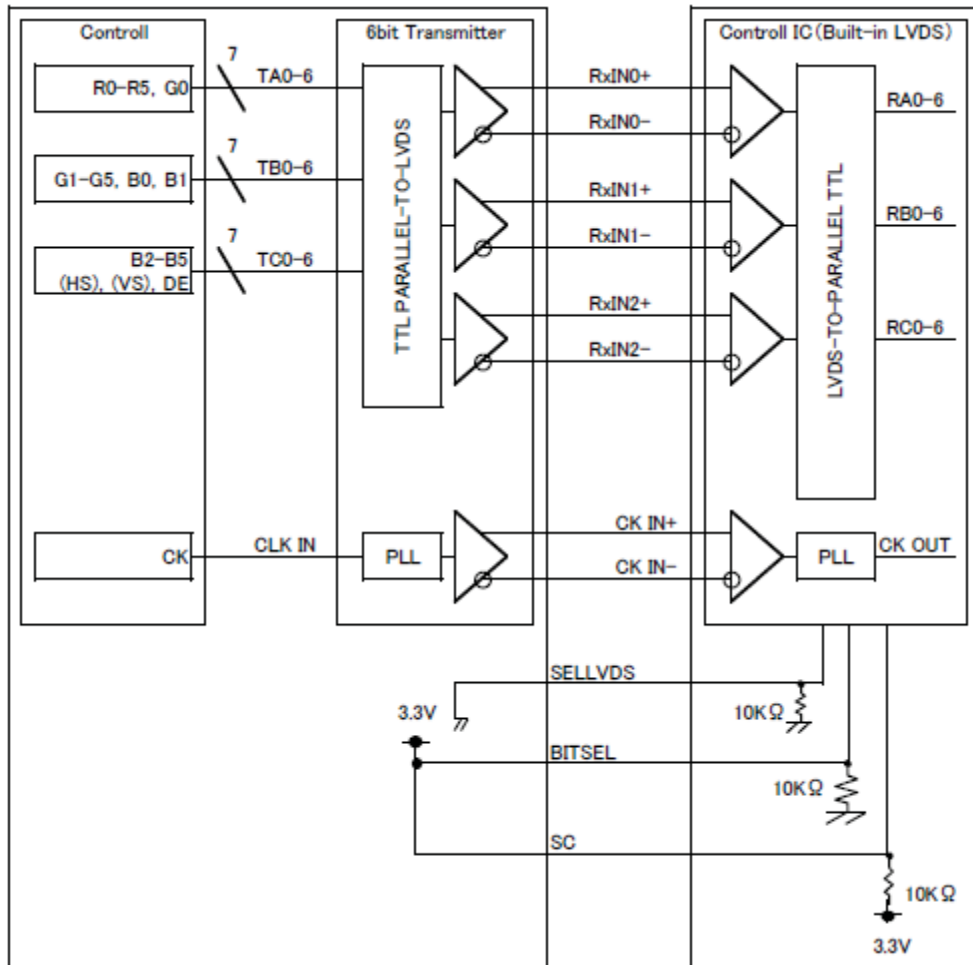 Controll
6bit Transmitter
Controll IC(Built-in LVDS)
R0-R5, G0
7
TA0-6
RxIN0+
RxIN0-
RA0-6
G1-G5, B0, B1
7
TB0-6
RxIN1+
RxIN1-
RB0-6
B2-B5
(HS), (VS), DE
7
TC0-6
RxIN2+
RxIN2-
RC0-6
TTL PARALLEL-TO-LVDS
LVDS-TO-PARALLEL TTL
CK
CLK IN
PLL
CK IN+
CK IN-
PLL
CK OUT
SELLVDS
10KΩ
3.3V
BITSEL
10KΩ
SC
10KΩ
3.3V